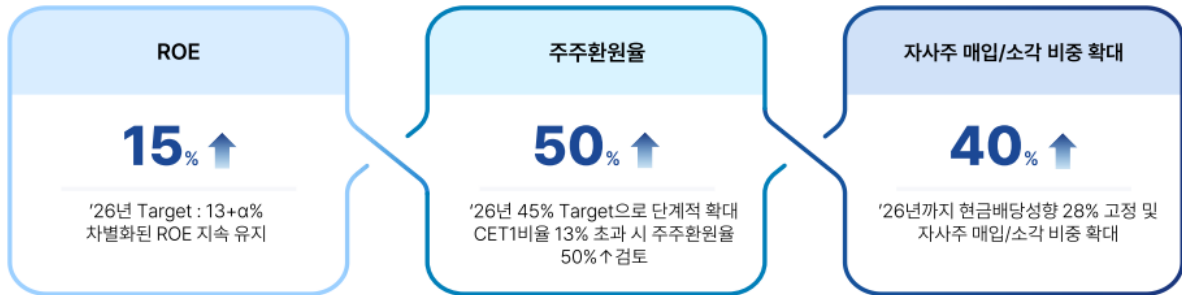 ROE
15% ↑
'26년 Target : 13+α%
차별화된 ROE 지속 유지
주주환원율
50% ↑
'26년 45% Target으로 단계적 확대
CET1비율 13% 초과 시 주주환원율
50%↑검토
자사주 매입/소각 비중 확대
40% ↑
'26년까지 현금배당성향 28% 고정 및
자사주 매입/소각 비중 확대